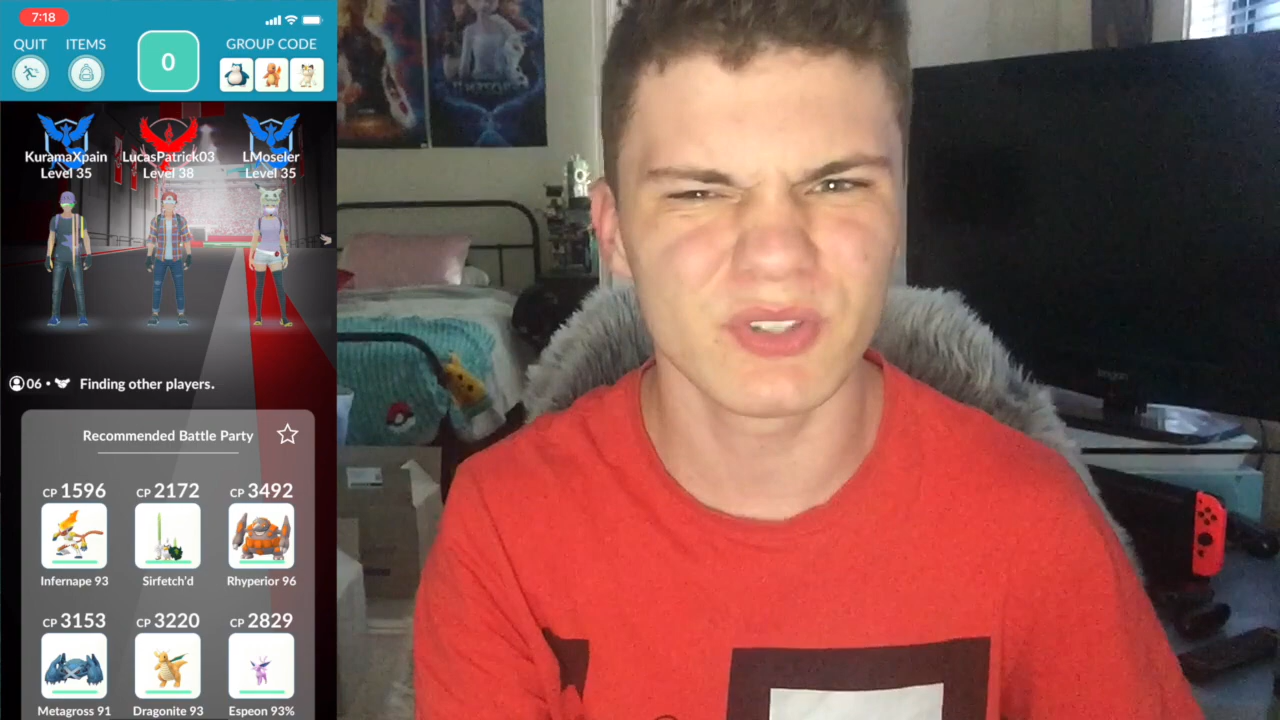 7:18
QUIT ITEMS 0 GROUP CODE
KuramaXpain LucasPatrick03 LMoseler
Level 35 Level 38 Level 35
06 • Finding other players.
Recommended Battle Party
CP 1596 CP 2172 CP 3492
Infernape 93 Sirfetch'd Rhyperior 96
CP 3153 CP 3220 CP 2829
Metagross 91 Dragonite 93 Espeon 93%